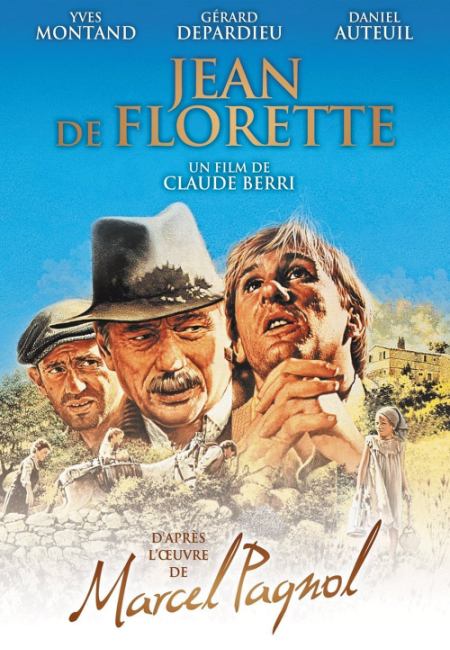 YVES MONTAND
GÉRARD DEPARDIEU
DANIEL AUTEUIL
JEAN
DE FLORETTE
UN FILM DE
CLAUDE BERRI
D'APRÈS
L'ŒUVRE
DE
Marcel Pagnol